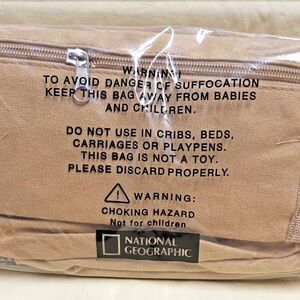 WARNING!
TO AVOID DANGER OF SUFFOCATION
KEEP THIS BAG AWAY FROM BABIES
AND CHILDREN.
DO NOT USE IN CRIBS, BEDS,
CARRIAGES OR PLAYPENS.
THIS BAG IS NOT A TOY.
PLEASE DISCARD PROPERLY.
WARNING:
CHOKING HAZARD
Not for children
NATIONAL
GEOGRAPHIC